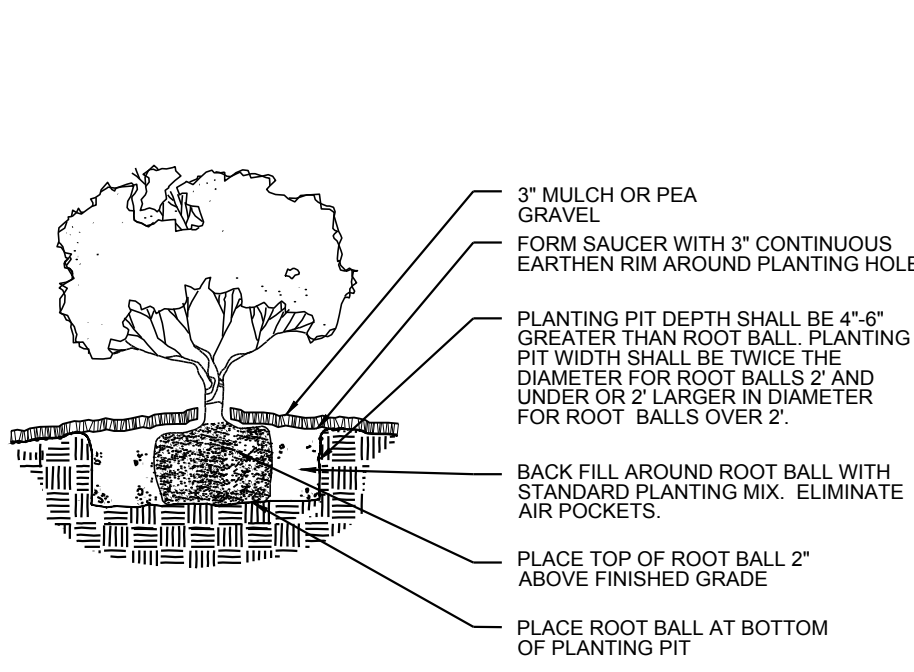 3" MULCH OR PEA
GRAVEL
FORM SAUCER WITH 3" CONTINUOUS
EARTHEN RIM AROUND PLANTING HOLE
PLANTING PIT DEPTH SHALL BE 4"-6"
GREATER THAN ROOT BALL. PLANTING
PIT WIDTH SHALL BE TWICE THE
DIAMETER FOR ROOT BALLS 2' AND
UNDER OR 2' LARGER IN DIAMETER
FOR ROOT BALLS OVER 2'.
BACK FILL AROUND ROOT BALL WITH
STANDARD PLANTING MIX. ELIMINATE
AIR POCKETS.
PLACE TOP OF ROOT BALL 2"
ABOVE FINISHED GRADE
PLACE ROOT BALL AT BOTTOM
OF PLANTING PIT